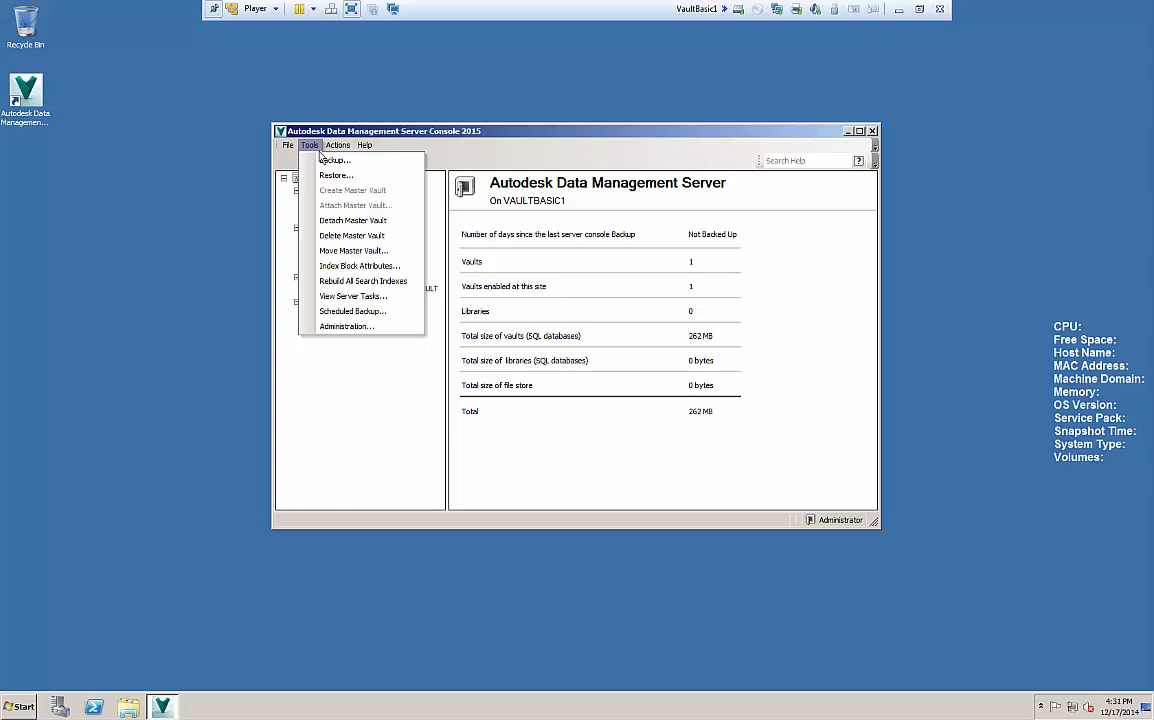 Player
VaultBasic1
Recycle Bin
Autodesk Data
Managemen...
Autodesk Data Management Server Console 2015
File Tools Actions Help
Search Help
Backup...
Restore...
Create Master Vault
Attach Master Vault...
Detach Master Vault
Delete Master Vault
Move Master Vault...
Index Block Attributes...
Rebuild All Search Indexes
View Server Tasks...
Scheduled Backup...
Administration...
ULT
Autodesk Data Management Server
On VAULTBASIC1
Number of days since the last server console Backup Not Backed Up
Vaults 1
Vaults enabled at this site 1
Libraries 0
Total size of vaults (SQL databases) 262 MB
Total size of libraries (SQL databases) 0 bytes
Total size of file store 0 bytes
Total 262 MB
Administrator
CPU:
Free Space:
Host Name:
MAC Address:
Machine Domain:
Memory:
OS Version:
Service Pack:
Snapshot Time:
System Type:
Volumes:
Start
4:31 PM
12/17/2014